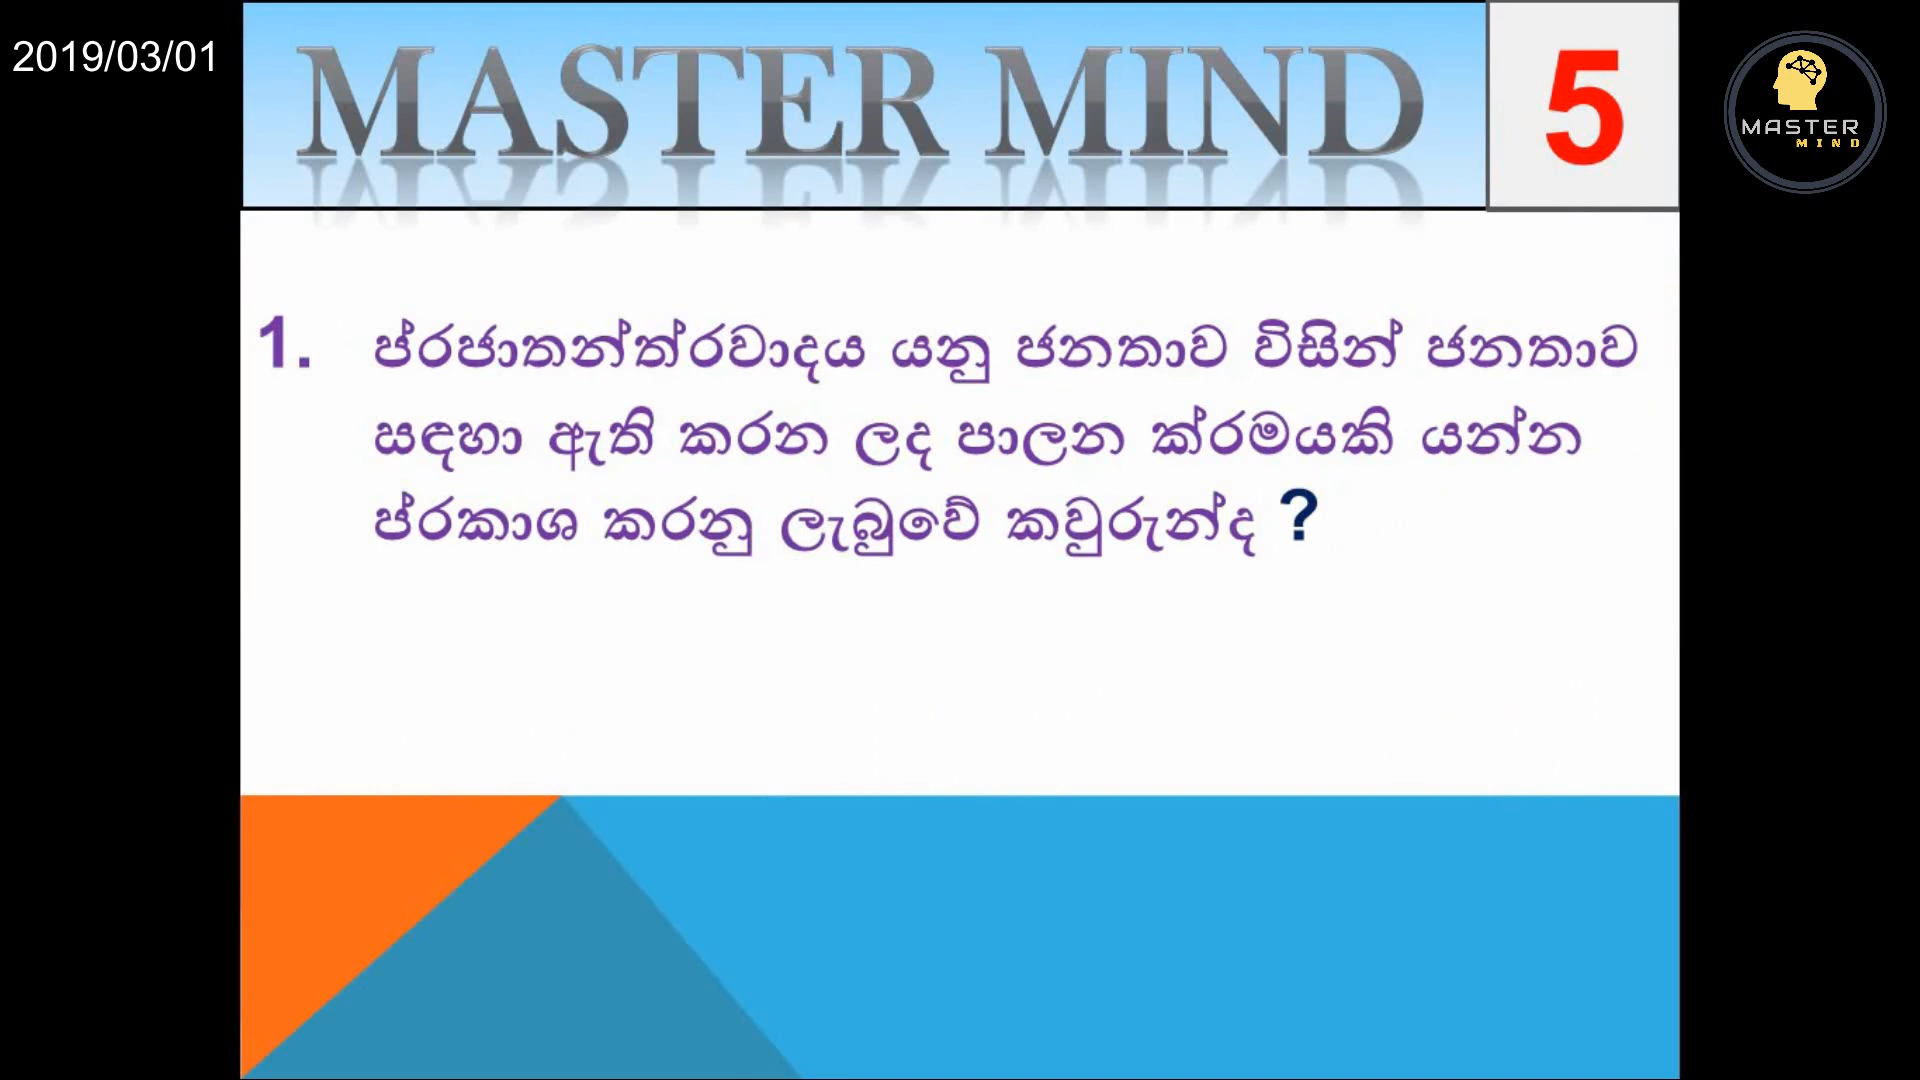 2019/03/01
MASTER MIND
5
MASTER
MIND
1. ප්රජාතන්ත්රවාදය යනු ජනතාව විසින් ජනතාව
සඳහා ඇති කරන ලද පාලන ක්රමයකි යන්න
ප්රකාශ කරනු ලැබුවේ කවුරුන්ද ?